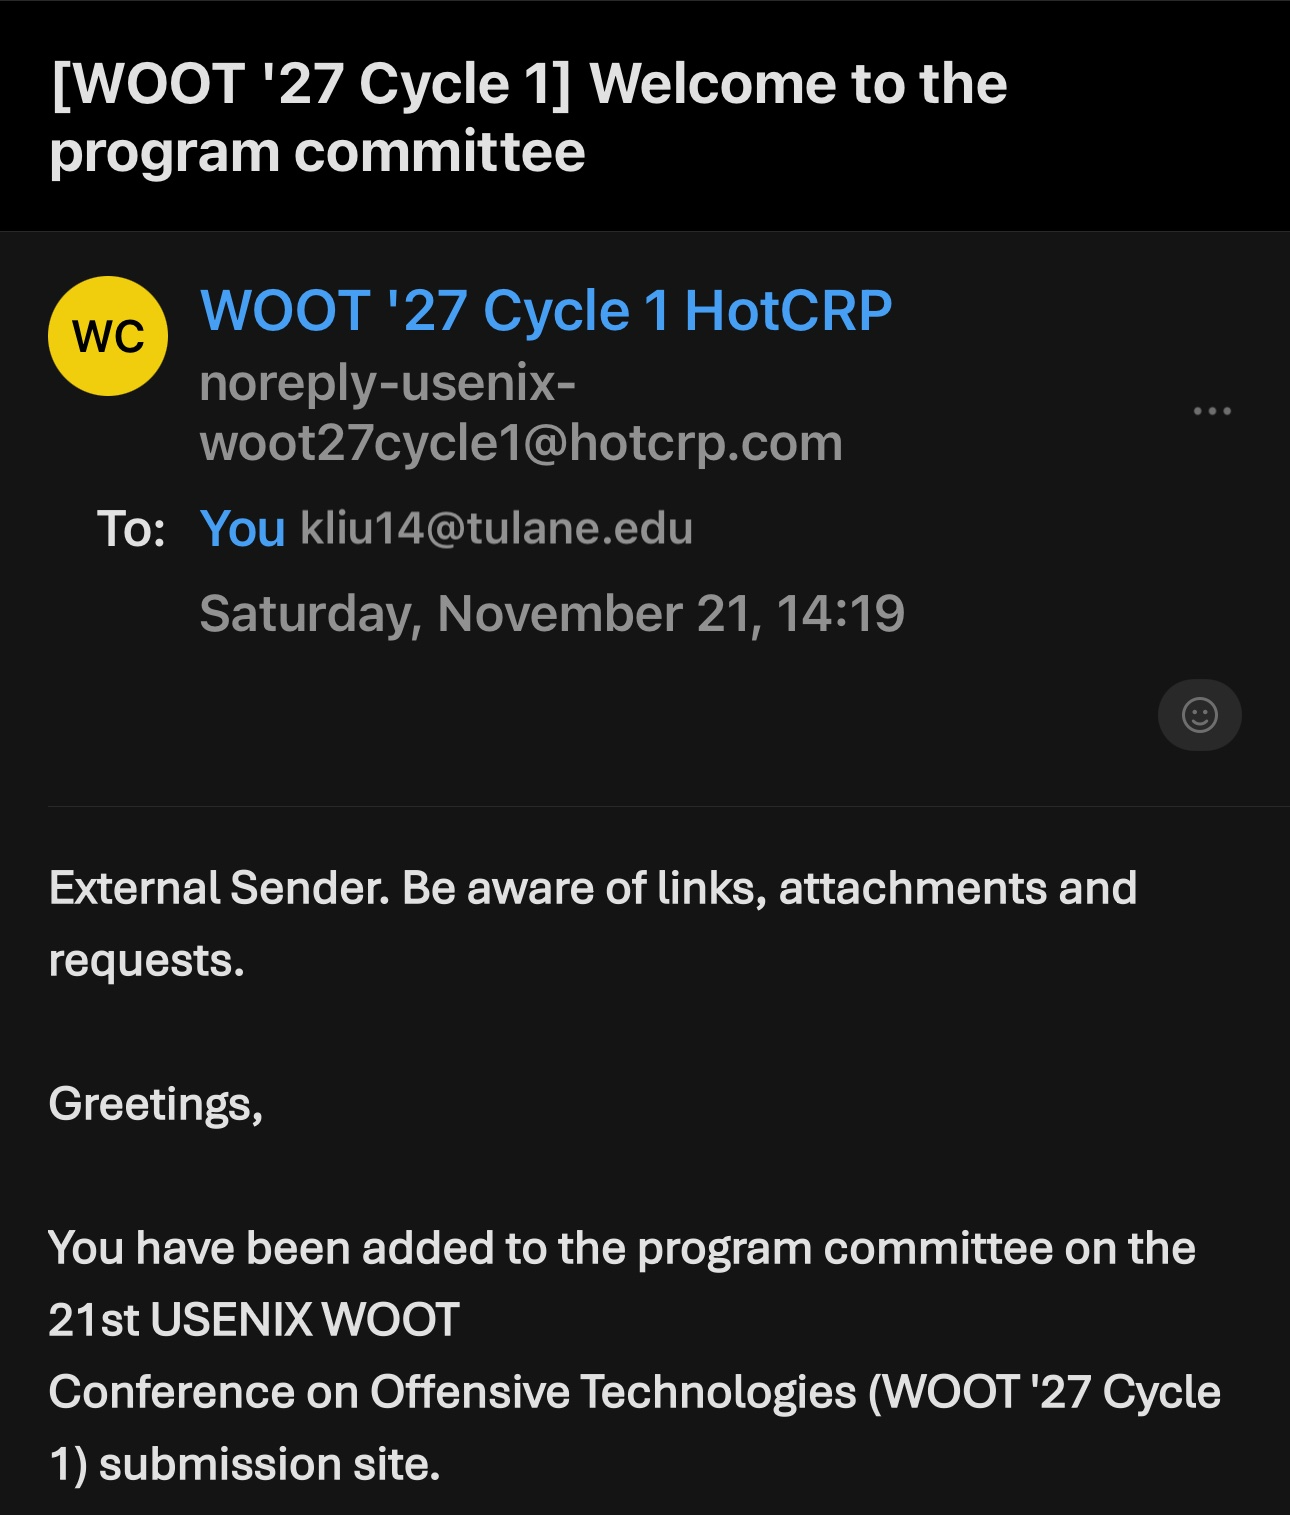 [WOOT '27 Cycle 1] Welcome to the
program committee
WC
WOOT '27 Cycle 1 HotCRP
noreply-usenix-
woot27cycle1@hotcrp.com
To: You kliu14@tulane.edu
Saturday, November 21, 14:19
External Sender. Be aware of links, attachments and
requests.
Greetings,
You have been added to the program committee on the
21st USENIX WOOT
Conference on Offensive Technologies (WOOT '27 Cycle
1) submission site.